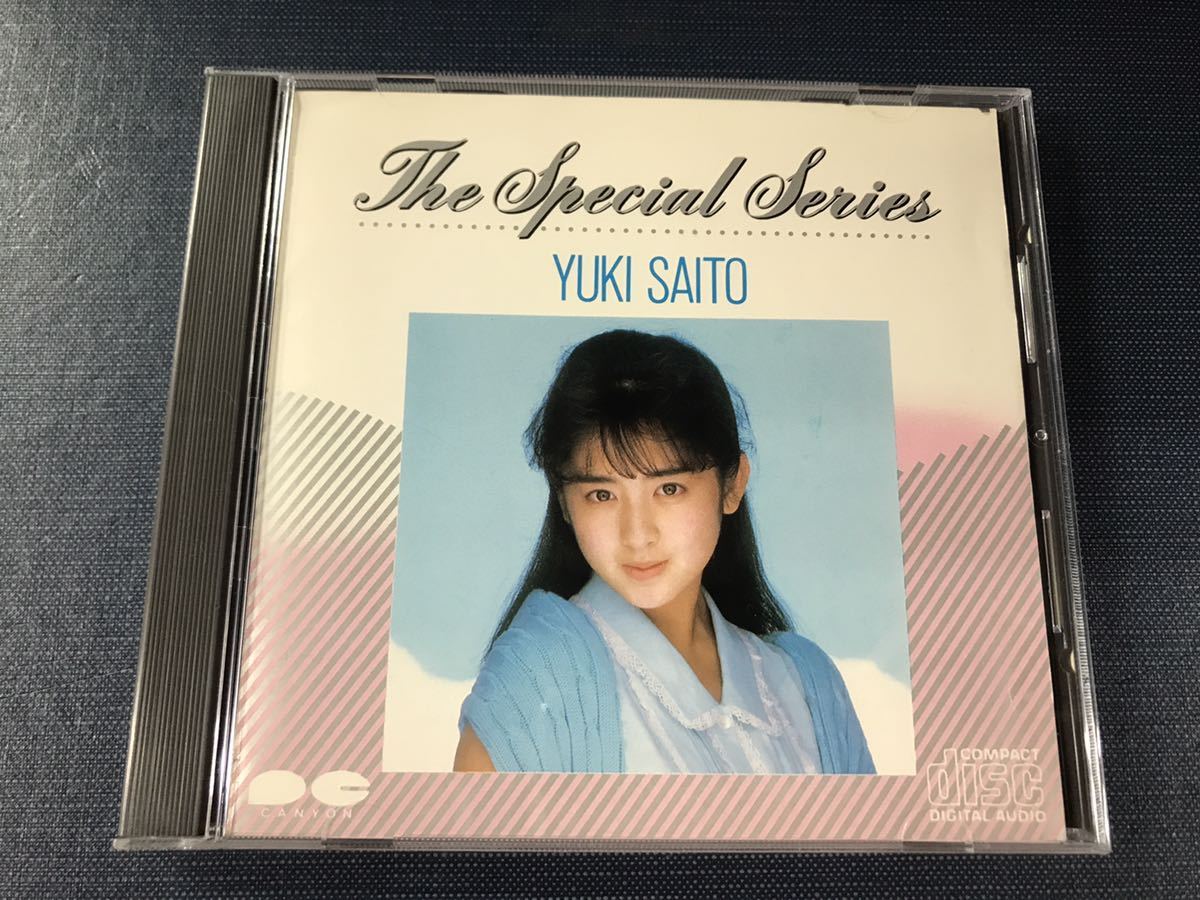 The Special Series
YUKI SAITO
CANYON
COMPACT
disc
DIGITAL AUDIO